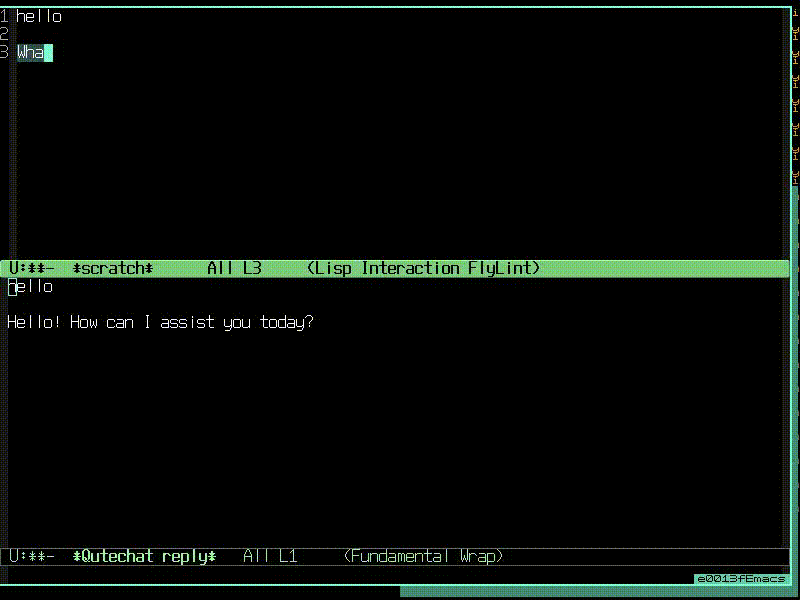 1 hello
2
3 Wha
U:**- *scratch* All L3 (Lisp Interaction FlyLint)
hello
Hello! How can I assist you today?
U:**- *Qutechat reply* All L1 (Fundamental Wrap)
e0013fEmacs